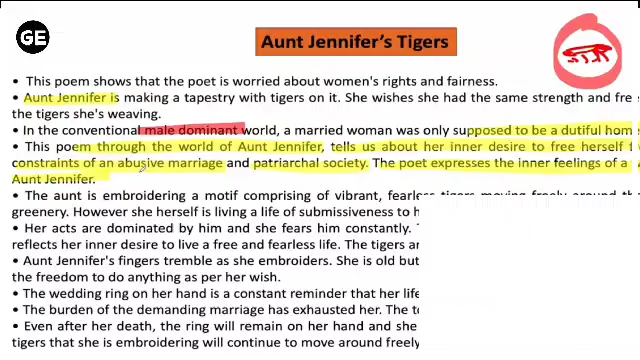 GE
Aunt Jennifer's Tigers
• This poem shows that the poet is worried about women's rights and fairness.
• Aunt Jennifer is making a tapestry with tigers on it. She wishes she had the same strength and
the tigers she's weaving.
• In the conventional male dominant world, a married woman was only supposed to be a dutiful
• This poem through the world of Aunt Jennifer, tells us about her inner desire to free herself
constraints of an abusive marriage and patriarchal society. The poet expresses the inner feelings of a
Aunt Jennifer.
• The aunt is embroidering a motif comprising of vibrant, fearless tigers moving freely around
greenery. However she herself is living a life of submissiveness to
• Her acts are dominated by him and she fears him constantly.
reflects her inner desire to live a free and fearless life. The tigers
• Aunt Jennifer's fingers tremble as she embroiders. She is old but
the freedom to do anything as per her wish.
• The wedding ring on her hand is a constant reminder that her life
• The burden of the demanding marriage has exhausted her. The
• Even after her death, the ring will remain on her hand and she
tigers that she is embroidering will continue to move around freely